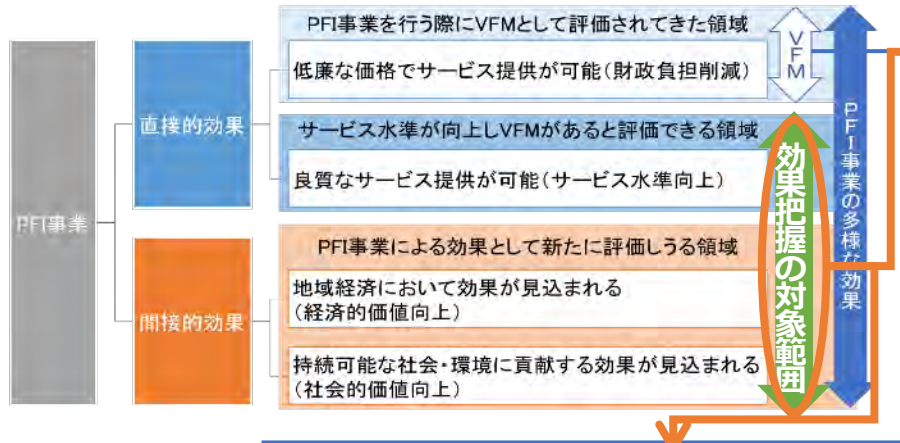 PFI事業を行う際にVFMとして評価されてきた領域
VFM
低廉な価格でサービス提供が可能(財政負担削減)
直接的効果
サービス水準が向上しVFMがあると評価できる領域
良質なサービス提供が可能(サービス水準向上)
PFI事業
PFI事業による効果として新たに評価しうる領域
地域経済において効果が見込まれる
(経済的価値向上)
間接的効果
持続可能な社会・環境に貢献する効果が見込まれる
(社会的価値向上)
効果把握の対象範囲
PFI事業の多様な効果